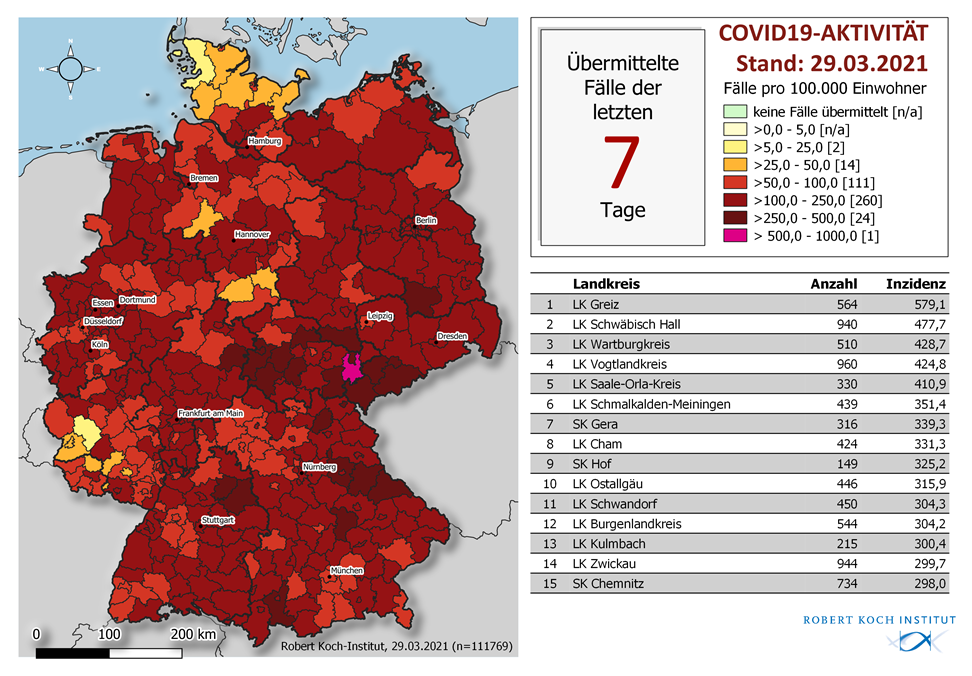 N
W
E
S
Hamburg
Bremen
Berlin
Hannover
Essen
Dortmund
Düsseldorf
Leipzig
Köln
Dresden
Frankfurt am Main
Nürnberg
Stuttgart
München
0 100 200 km
Robert Koch-Institut, 29.03.2021 (n=111769)
Übermittelte
Fälle der
letzten
7
Tage
COVID19-AKTIVITÄT
Stand: 29.03.2021
Fälle pro 100.000 Einwohner
keine Fälle übermittelt [n/a]
>0,0 - 5,0 [n/a]
>5,0 - 25,0 [2]
>25,0 - 50,0 [14]
>50,0 - 100,0 [111]
>100,0 - 250,0 [260]
>250,0 - 500,0 [24]
> 500,0 - 1000,0 [1]
Landkreis Anzahl Inzidenz
1 LK Greiz 564 579,1
2 LK Schwäbisch Hall 940 477,7
3 LK Wartburgkreis 510 428,7
4 LK Vogtlandkreis 960 424,8
5 LK Saale-Orla-Kreis 330 410,9
6 LK Schmalkalden-Meiningen 439 351,4
7 SK Gera 316 339,3
8 LK Cham 424 331,3
9 SK Hof 149 325,2
10 LK Ostallgäu 446 315,9
11 LK Schwandorf 450 304,3
12 LK Burgenlandkreis 544 304,2
13 LK Kulmbach 215 300,4
14 LK Zwickau 944 299,7
15 SK Chemnitz 734 298,0
ROBERT KOCH INSTITUT